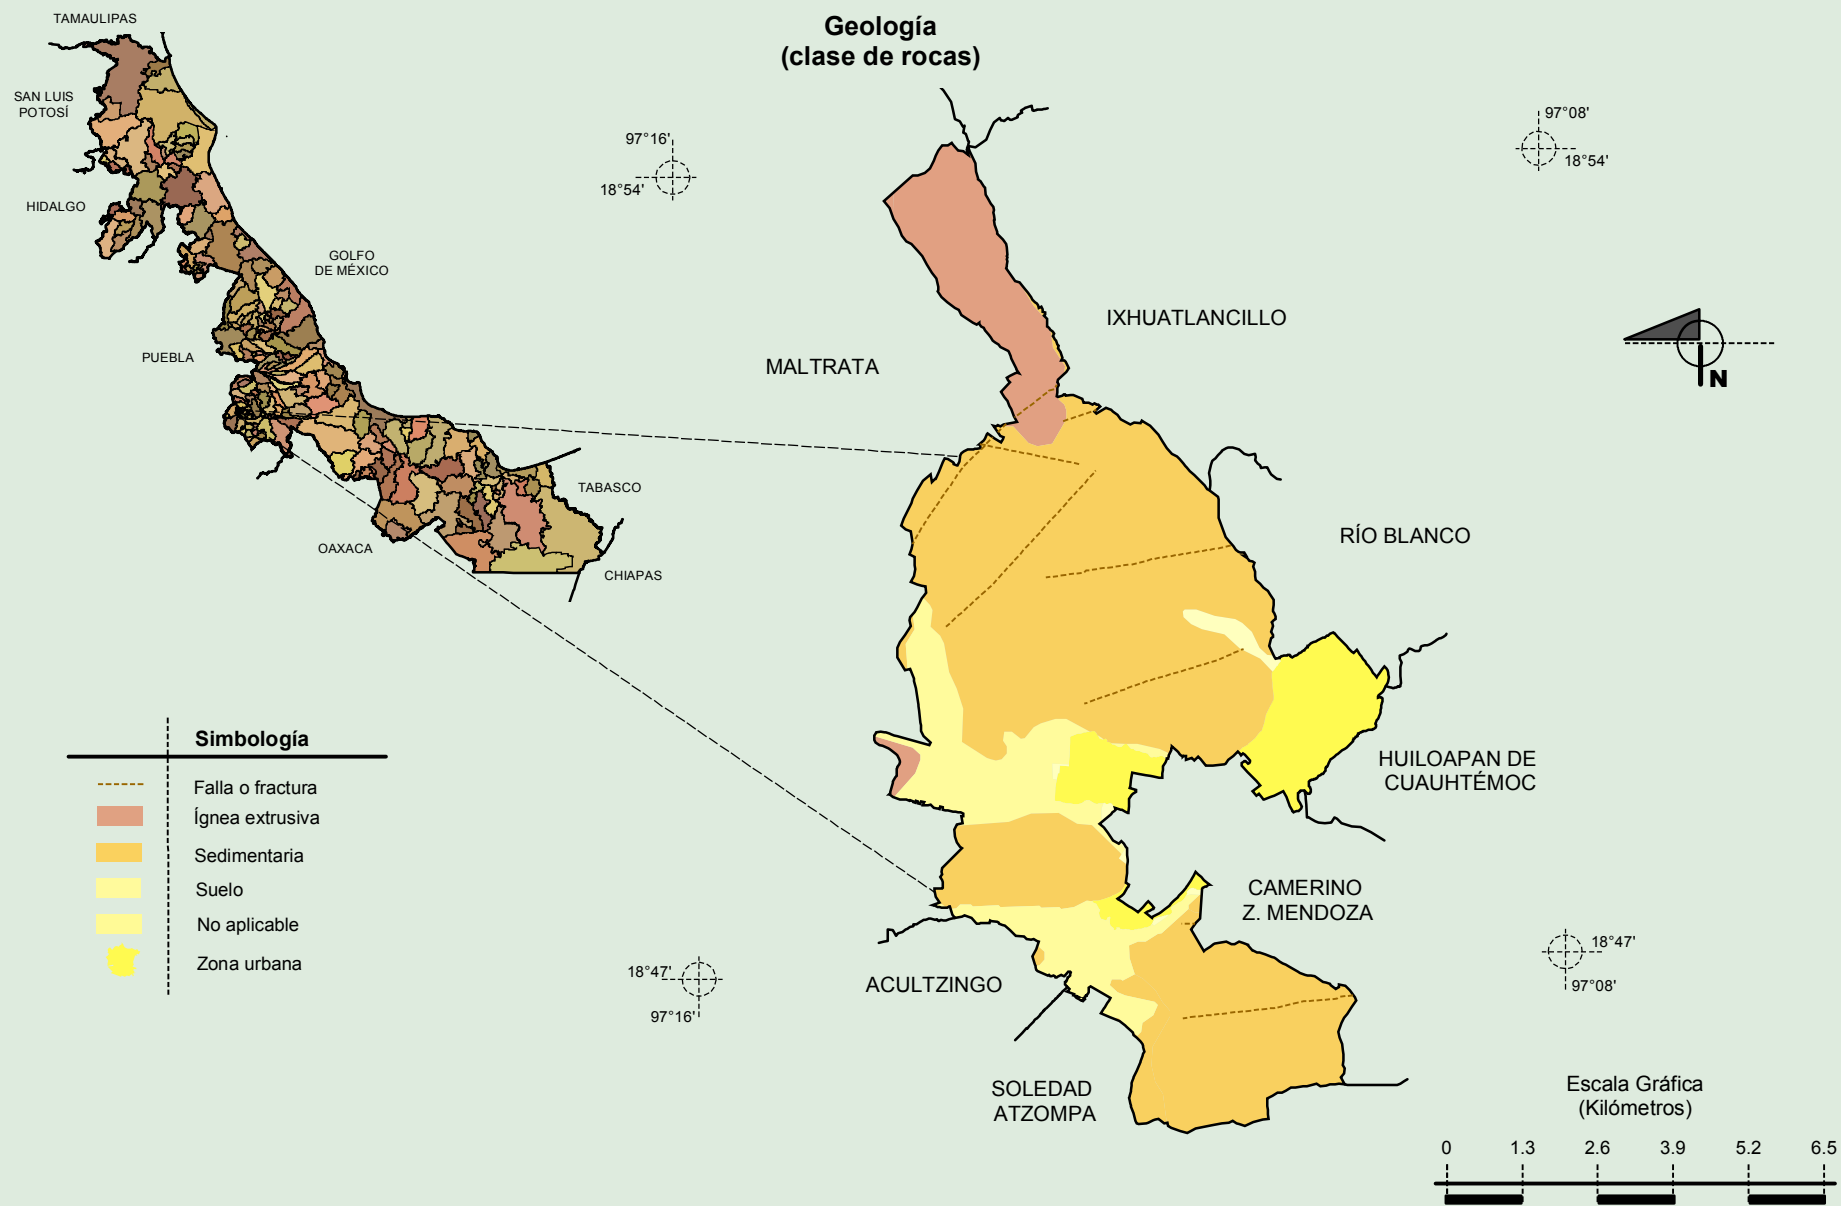 Geología
(clase de rocas)
TAMAULIPAS
SAN LUIS
POTOSÍ
HIDALGO
GOLFO
DE MÉXICO
PUEBLA
TABASCO
OAXACA
CHIAPAS
97°16'
18°54'
97°08'
18°54'
IXHUATLANCILLO
MALTRATA
N
RÍO BLANCO
HUILOAPAN DE
CUAUHTÉMOC
CAMERINO
Z. MENDOZA
ACULTZINGO
SOLEDAD
ATZOMPA
18°47'
97°16'
18°47'
97°08'
Simbología
Falla o fractura
Ígnea extrusiva
Sedimentaria
Suelo
No aplicable
Zona urbana
Escala Gráfica
(Kilómetros)
0 1.3 2.6 3.9 5.2 6.5